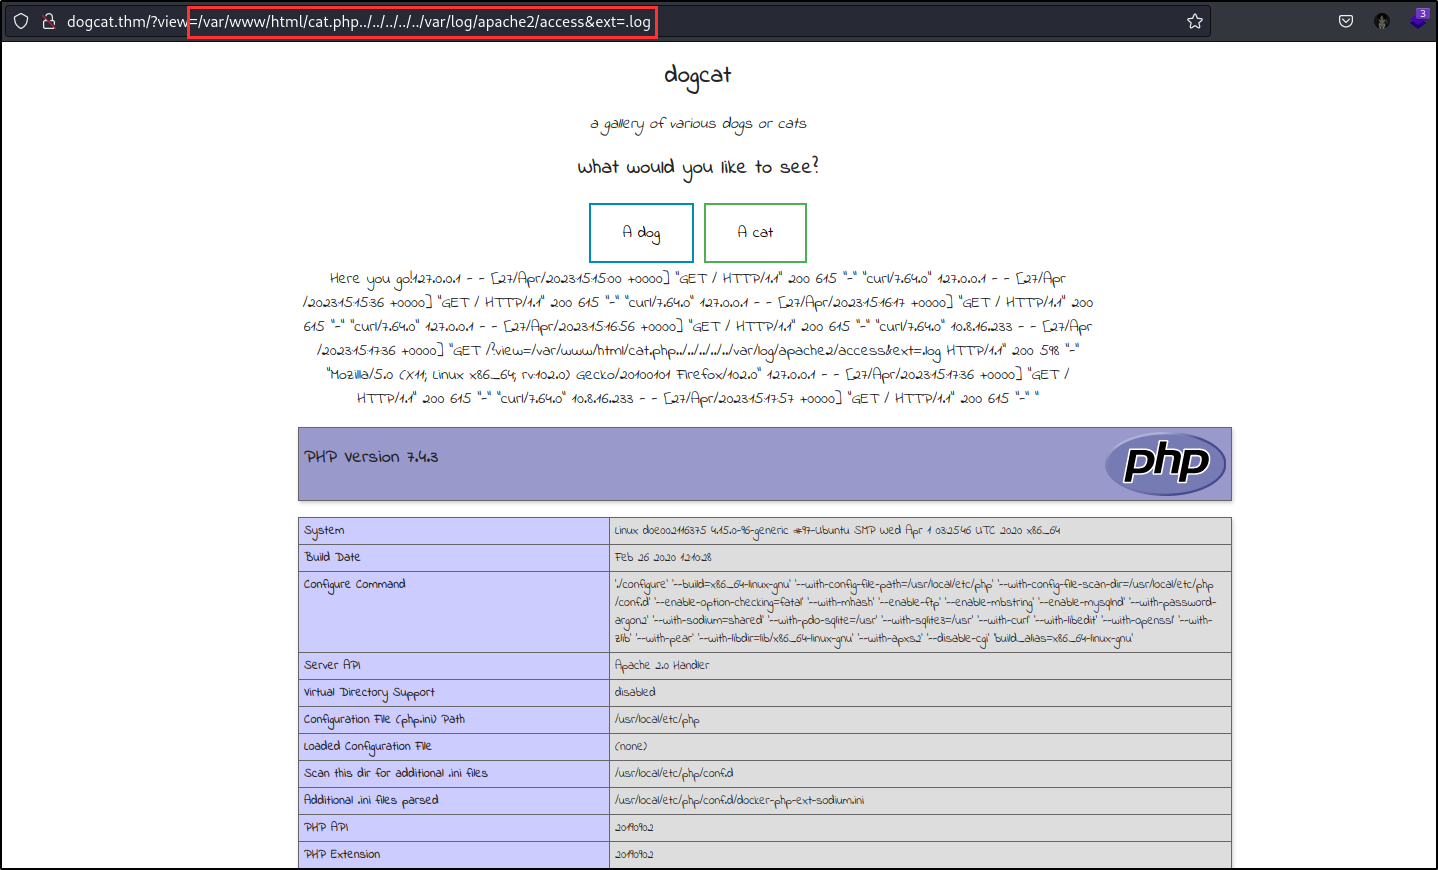 dogcat.thm/?view=/var/www/html/cat.php../../../../../var/log/apache2/access&ext=.log
3
dogcat
a gallery of various dogs or cats
What would you like to see?
A dog
A cat
Here you go!127.0.0.1 - - [27/Apr/2023:15:15:00 +0000] "GET / HTTP/1.1" 200 615 "-" "curl/7.64.0" 127.0.0.1 - - [27/Apr
/2023:15:15:36 +0000] "GET / HTTP/1.1" 200 615 "-" "curl/7.64.0" 127.0.0.1 - - [27/Apr/2023:15:16:17 +0000] "GET / HTTP/1.1" 200
615 "-" "curl/7.64.0" 127.0.0.1 - - [27/Apr/2023:15:16:56 +0000] "GET / HTTP/1.1" 200 615 "-" "curl/7.64.0" 10.8.16.233 - - [27/Apr
/2023:15:17:36 +0000] "GET /?view=/var/www/html/cat.php../../../../../var/log/apache2/access&ext=.log HTTP/1.1" 200 598 "-"
"Mozilla/5.0 (X11; Linux x86_64; rv:102.0) Gecko/20100101 Firefox/102.0" 127.0.0.1 - - [27/Apr/2023:15:17:36 +0000] "GET /
HTTP/1.1" 200 615 "-" "curl/7.64.0" 10.8.16.233 - - [27/Apr/2023:15:17:57 +0000] "GET / HTTP/1.1" 200 615 "-" "
PHP Version 7.4.3
php
System Linux d0e002116375 4.15.0-96-generic #97-Ubuntu SMP Wed Apr 1 03:25:46 UTC 2020 x86_64
Build Date Feb 26 2020 12:10:28
Configure Command './configure' '--build=x86_64-linux-gnu' '--with-config-file-path=/usr/local/etc/php' '--with-config-file-scan-dir=/usr/local/etc/php
/conf.d' '--enable-option-checking=fatal' '--with-mhash' '--enable-ftp' '--enable-mbstring' '--enable-mysqlnd' '--with-password-
argon2' '--with-sodium=shared' '--with-pdo-sqlite=/usr' '--with-sqlite3=/usr' '--with-curl' '--with-libedit' '--with-openssl' '--with-
zlib' '--with-pear' '--with-libdir=lib/x86_64-linux-gnu' '--with-apxs2' '--disable-cgi' 'build_alias=x86_64-linux-gnu'
Server API Apache 2.0 Handler
Virtual Directory Support disabled
Configuration File (php.ini) Path /usr/local/etc/php
Loaded Configuration File (none)
Scan this dir for additional .ini files /usr/local/etc/php/conf.d
Additional .ini files parsed /usr/local/etc/php/conf.d/docker-php-ext-sodium.ini
PHP API 20190902
PHP Extension 20190902